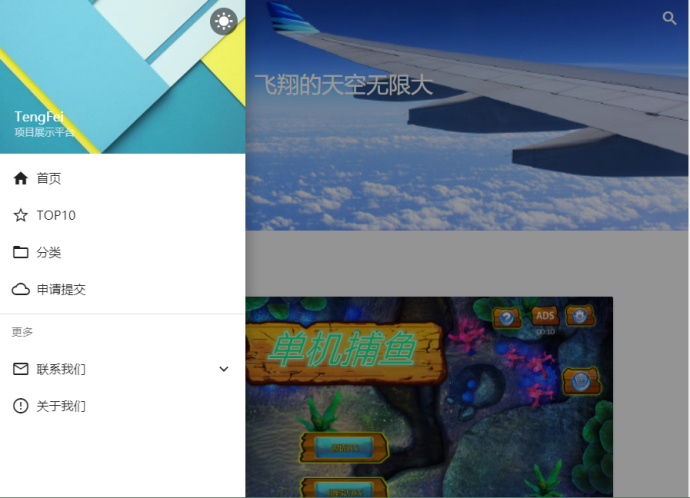 TengFei
项目展示平台
首页
TOP10
分类
申请提交
更多
联系我们
关于我们
飞翔的天空无限大
单机捕鱼
ADS
00:10